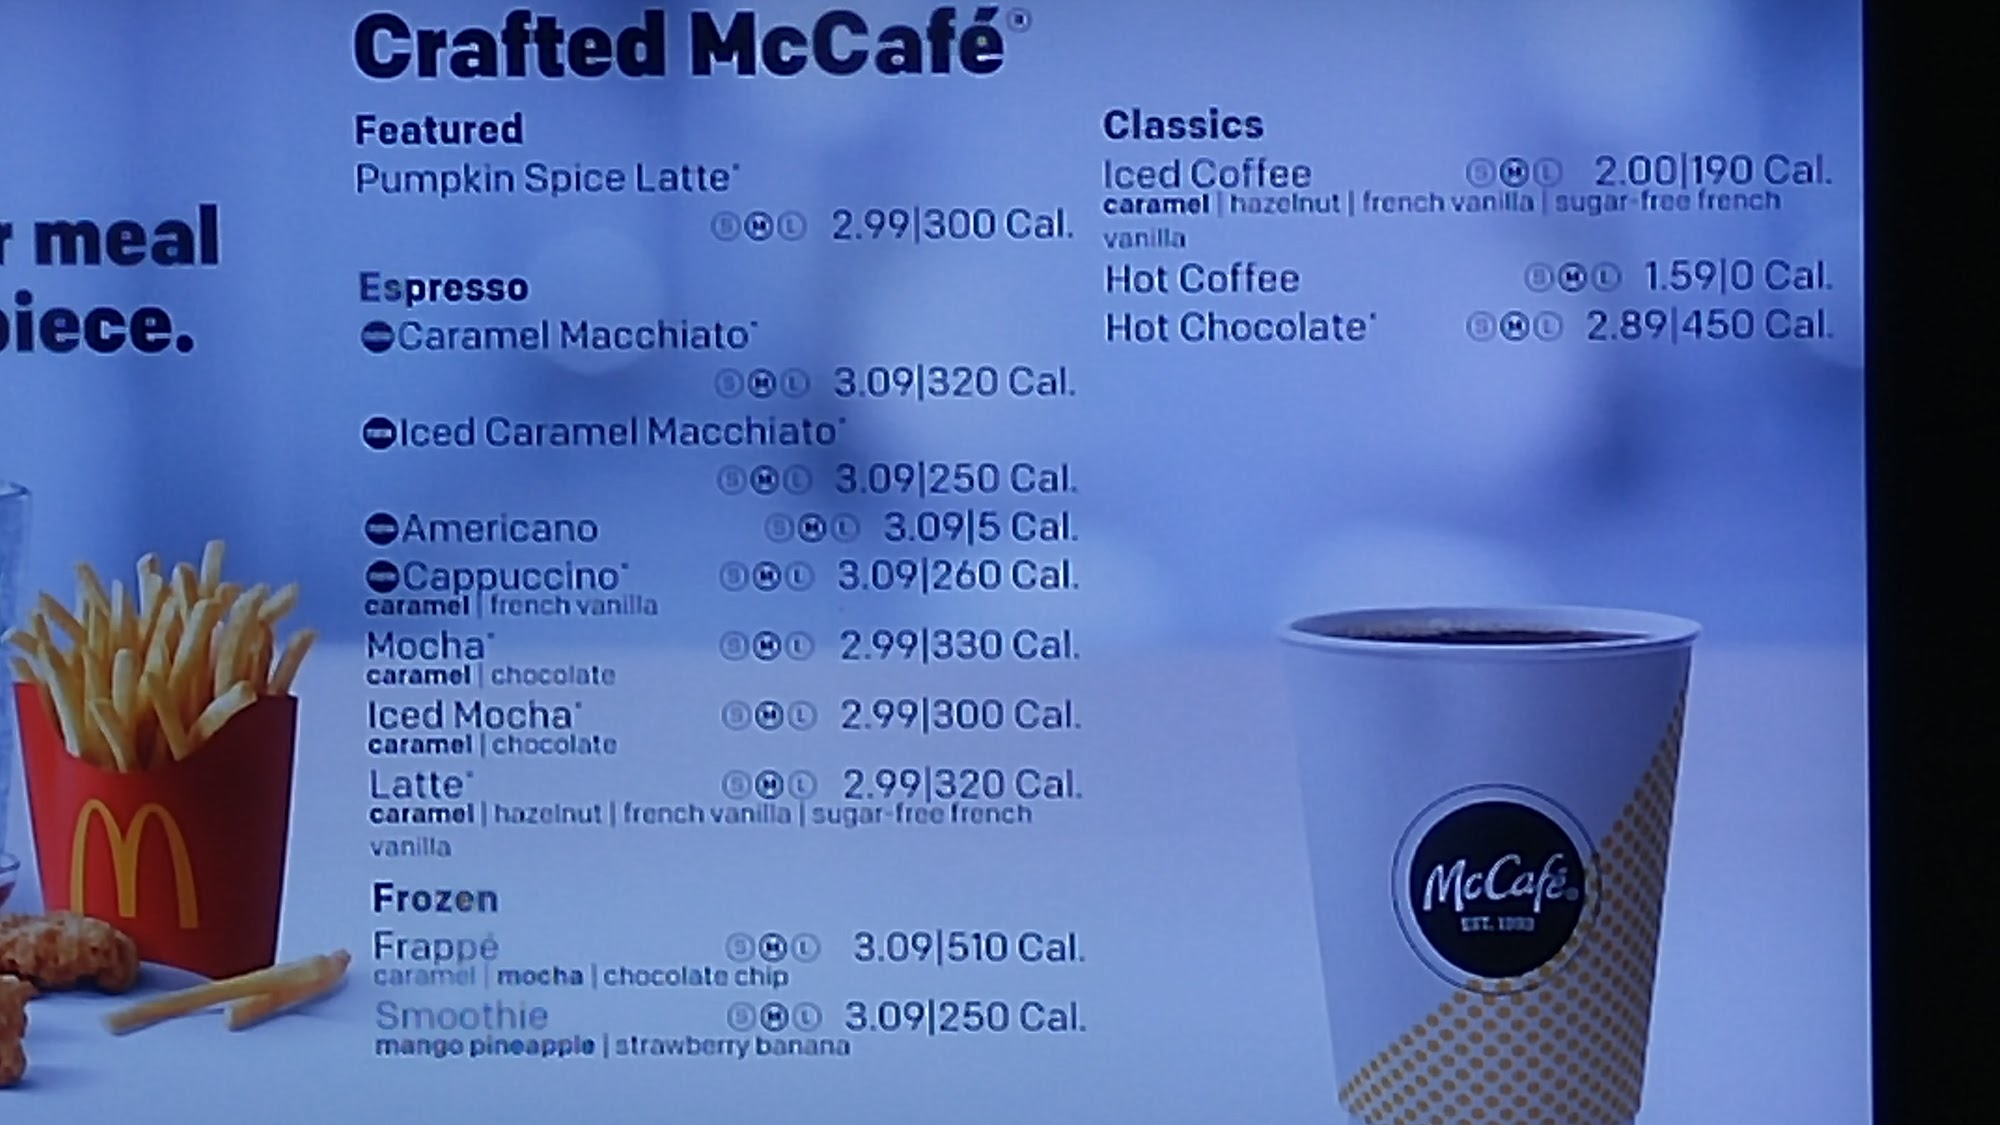 Crafted McCafé®
Featured
Pumpkin Spice Latte*
S M L 2.99|300 Cal.
Espresso
Caramel Macchiato*
S M L 3.09|320 Cal.
Iced Caramel Macchiato*
S M L 3.09|250 Cal.
Americano S M L 3.09|5 Cal.
Cappuccino* S M L 3.09|260 Cal.
caramel | french vanilla
Mocha* S M L 2.99|330 Cal.
caramel | chocolate
Iced Mocha* S M L 2.99|300 Cal.
caramel | chocolate
Latte* S M L 2.99|320 Cal.
caramel | hazelnut | french vanilla | sugar-free french
vanilla
Frozen
Frappé S M L 3.09|510 Cal.
caramel | mocha | chocolate chip
Smoothie S M L 3.09|250 Cal.
mango pineapple | strawberry banana
Classics
Iced Coffee S M L 2.00|190 Cal.
caramel | hazelnut | french vanilla | sugar-free french
vanilla
Hot Coffee S M L 1.59|0 Cal.
Hot Chocolate* S M L 2.89|450 Cal.
r meal
piece.
McCafé®
EST. 1993